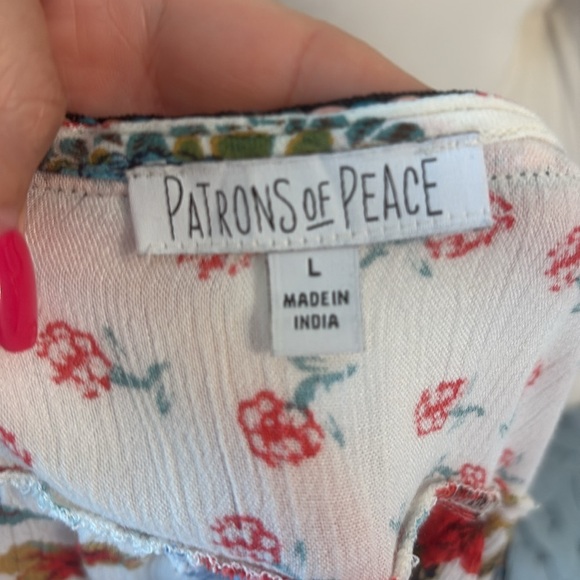 PATRONS OF PEACE
L
MADE IN
INDIA